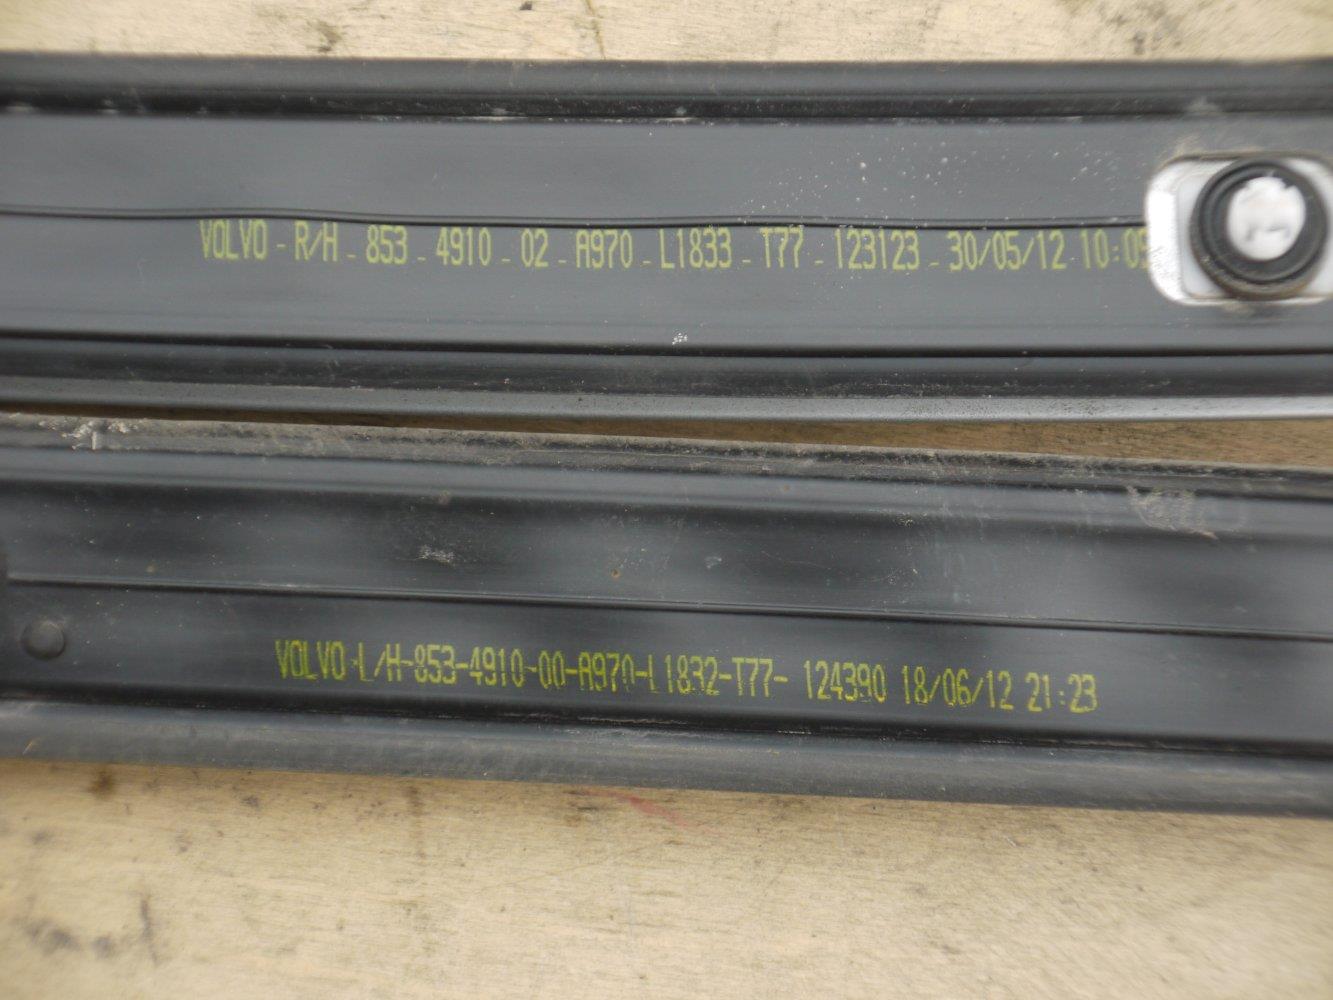 VOLVO - R/H - 853 - 4910 - 02 - A970 - L1833 - T77 - 123123 - 30/05/12 10:05
VOLVO-L/H-853-4910-00-A970-L1832-T77- 124390 18/06/12 21:23